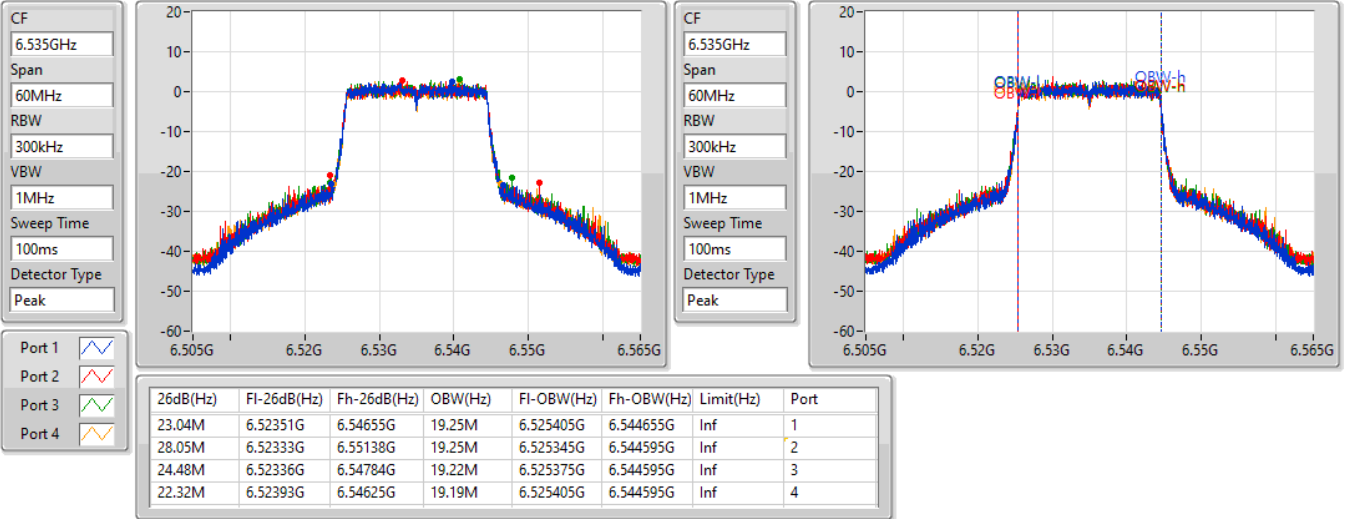 CF
6.535GHz
Span
60MHz
RBW
300kHz
VBW
1MHz
Sweep Time
100ms
Detector Type
Peak
20
10
0
-10
-20
-30
-40
-50
-60
6.505G 6.52G 6.53G 6.54G 6.55G 6.565G
CF
6.535GHz
Span
60MHz
RBW
300kHz
VBW
1MHz
Sweep Time
100ms
Detector Type
Peak
20
10
0
-10
-20
-30
-40
-50
-60
OBW-h
6.505G 6.52G 6.53G 6.54G 6.55G 6.565G
Port 1
Port 2
Port 3
Port 4
26dB(Hz) Fl-26dB(Hz) Fh-26dB(Hz) OBW(Hz) Fl-OBW(Hz) Fh-OBW(Hz) Limit(Hz) Port
23.04M 6.52351G 6.54655G 19.25M 6.525405G 6.544655G Inf 1
28.05M 6.52333G 6.55138G 19.25M 6.525345G 6.544595G Inf 2
24.48M 6.52336G 6.54784G 19.22M 6.525375G 6.544595G Inf 3
22.32M 6.52393G 6.54625G 19.19M 6.525405G 6.544595G Inf 4